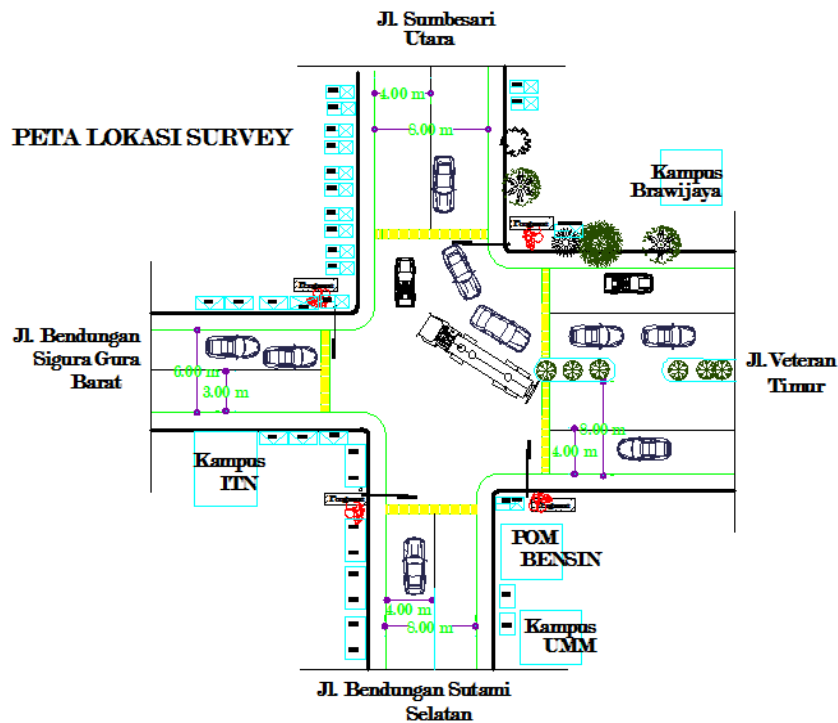 Jl. Sumbesari
Utara
4.00 m
8.00 m
PETA LOKASI SURVEY
Kampus
Brawijaya
Jl. Bendungan
Sigura Gura
Barat
6.00 m
3.00 m
Jl. Veteran
Timur
8.00 m
4.00 m
Kampus
ITN
POM
BENSIN
4.00 m
8.00 m
Kampus
UMM
Jl. Bendungan Sutami
Selatan